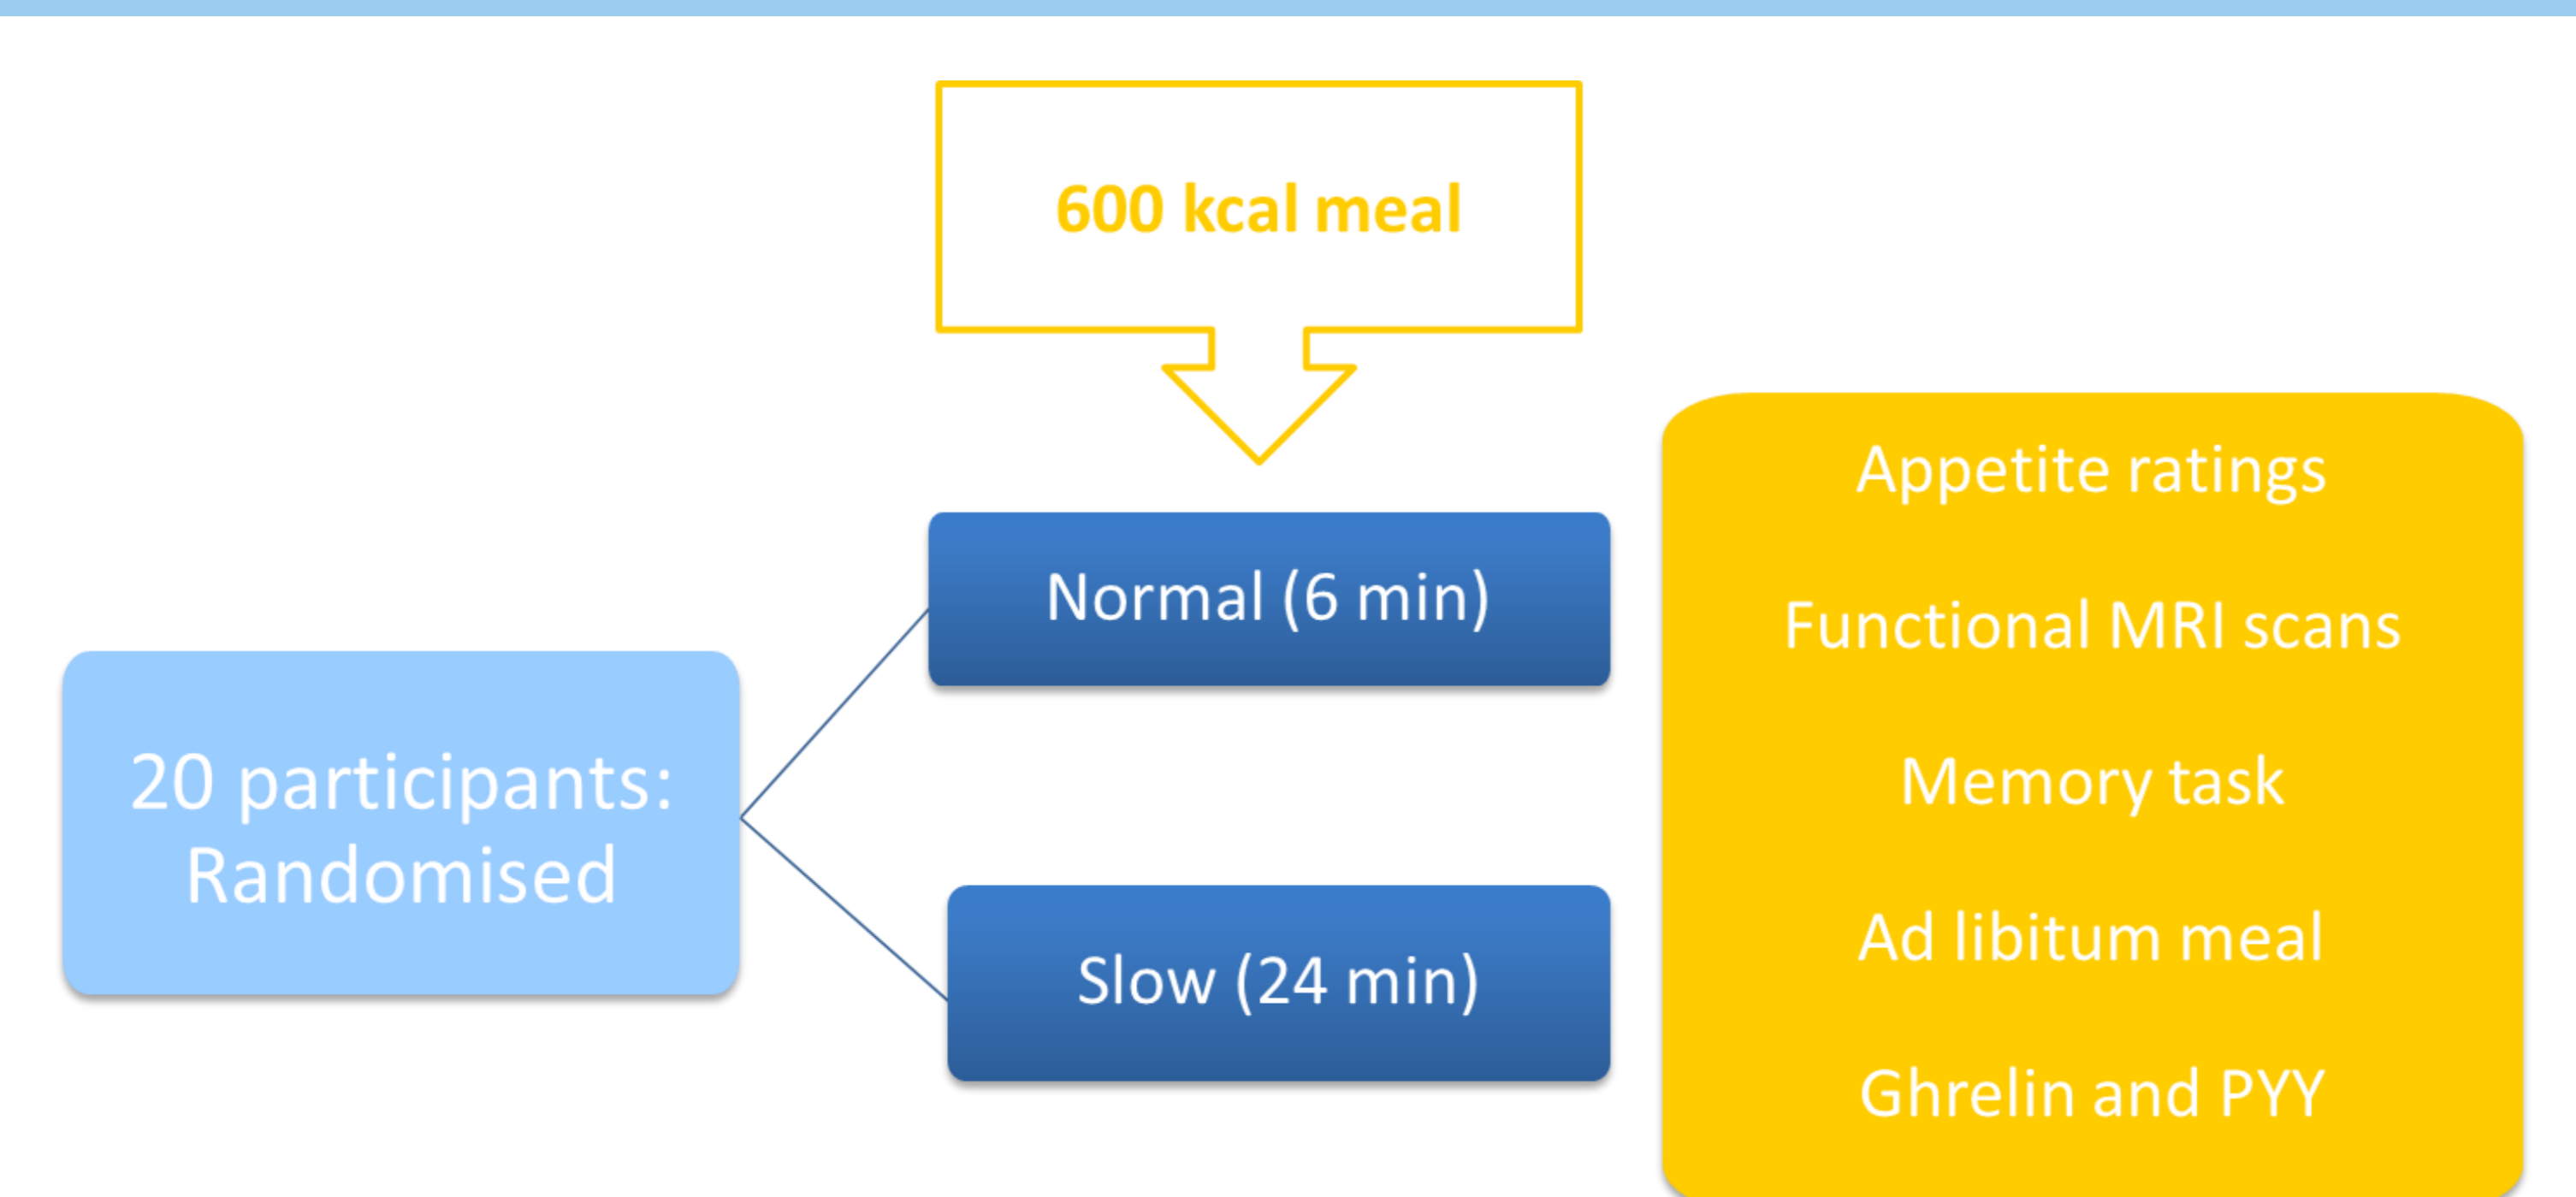 600 kcal meal
20 participants:
Randomised
Normal (6 min)
Slow (24 min)
Appetite ratings
Functional MRI scans
Memory task
Ad libitum meal
Ghrelin and PYY